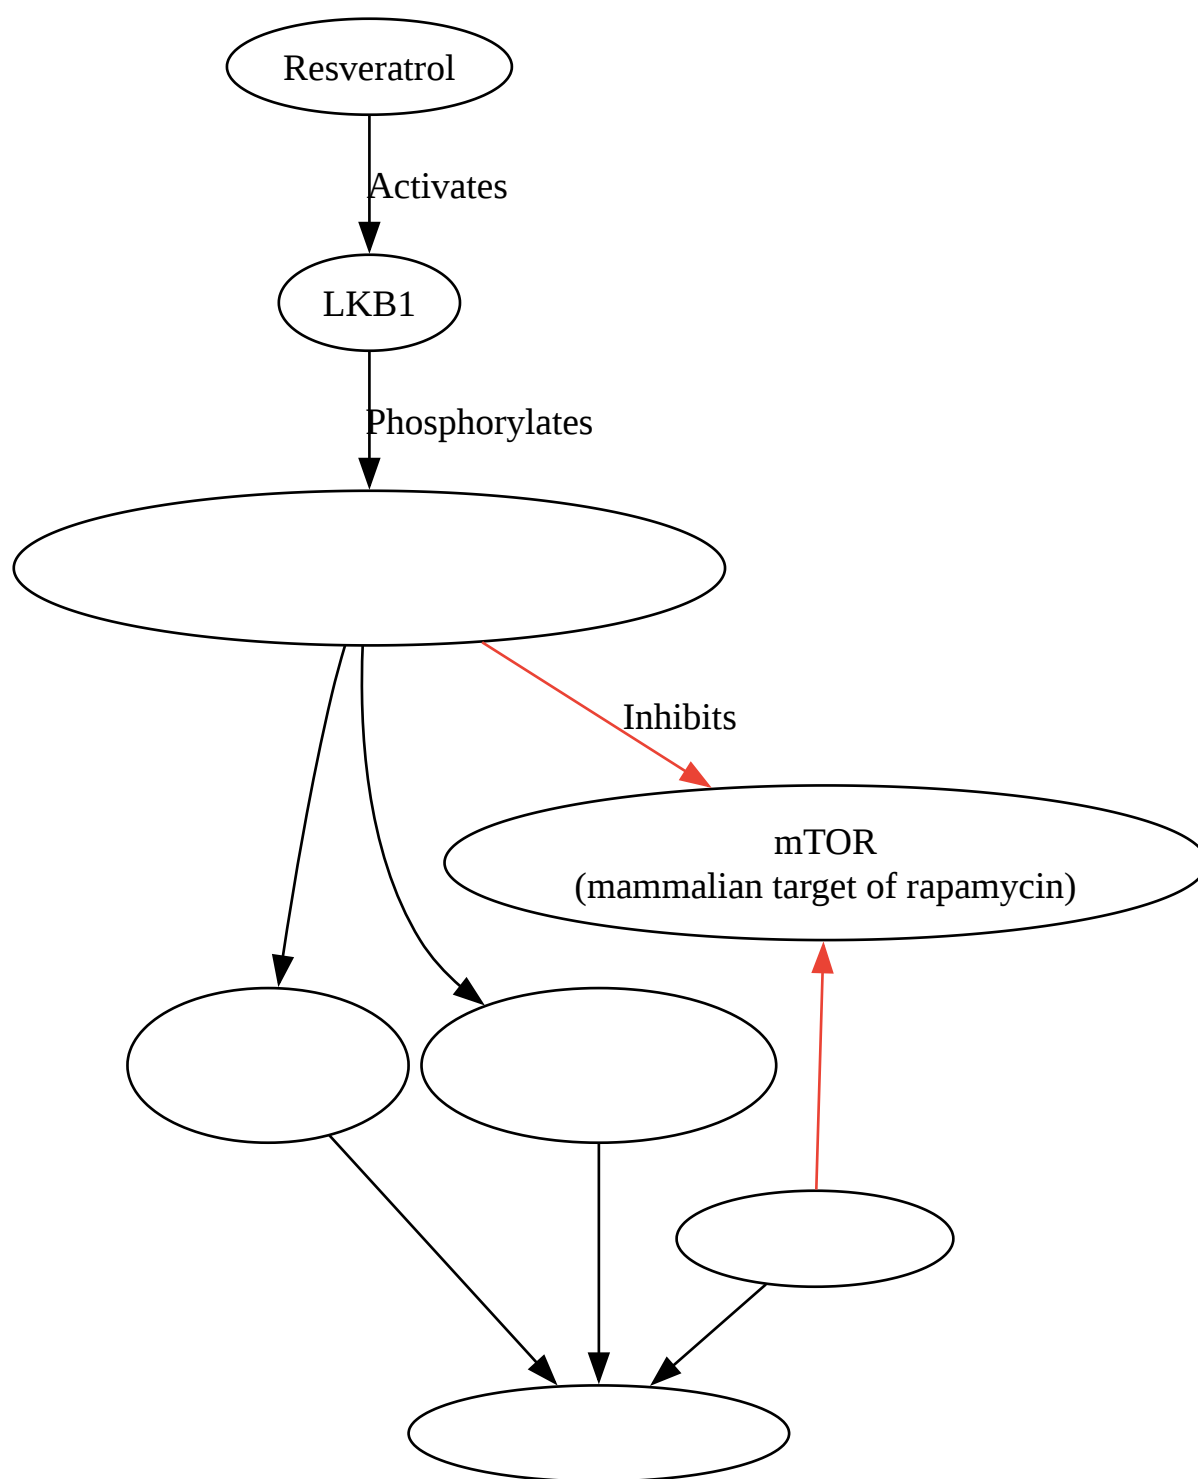 Resveratrol
Activates
LKB1
Phosphorylates
Inhibits
mTOR
(mammalian target of rapamycin)